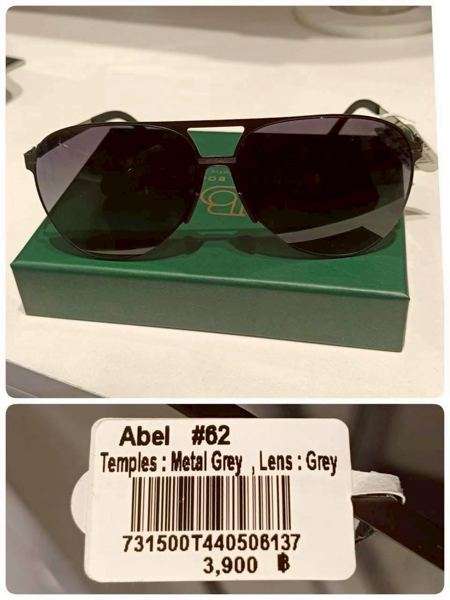 Abel #62
Temples : Metal Grey , Lens : Grey
731500T440506137
3,900 ฿